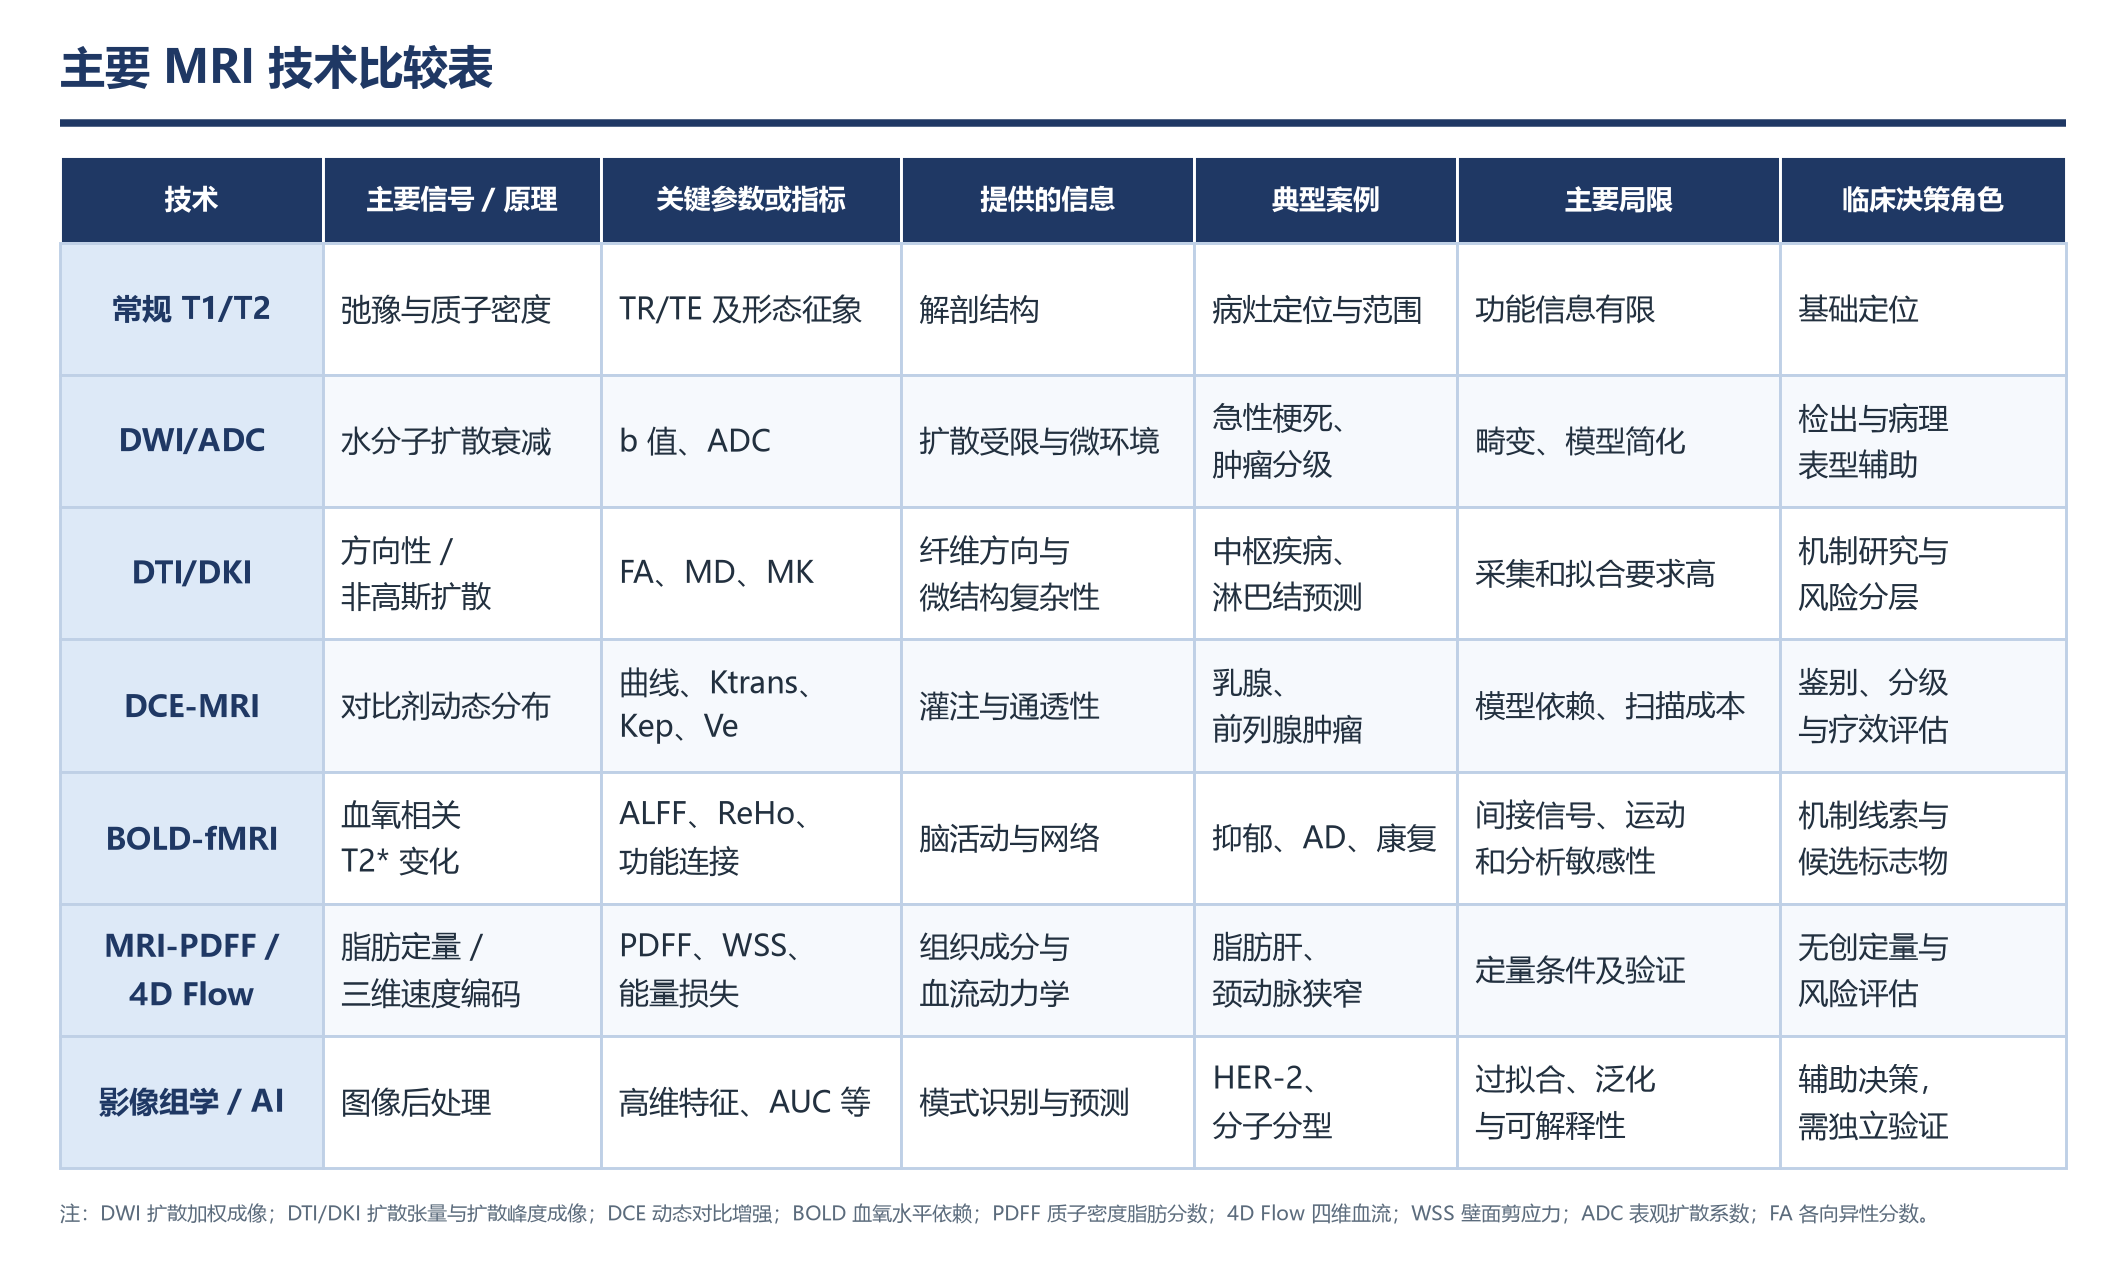 主要 MRI 技术比较表
技术
主要信号 / 原理
关键参数或指标
提供的信息
典型案例
主要局限
临床决策角色
常规 T1/T2
弛豫与质子密度
TR/TE 及形态征象
解剖结构
病灶定位与范围
功能信息有限
基础定位
DWI/ADC
水分子扩散衰减
b 值、ADC
扩散受限与微环境
急性梗死、
肿瘤分级
畸变、模型简化
检出与病理
表型辅助
DTI/DKI
方向性 /
非高斯扩散
FA、MD、MK
纤维方向与
微结构复杂性
中枢疾病、
淋巴结预测
采集和拟合要求高
机制研究与
风险分层
DCE-MRI
对比剂动态分布
曲线、Ktrans、
Kep、Ve
灌注与通透性
乳腺、
前列腺肿瘤
模型依赖、扫描成本
鉴别、分级
与疗效评估
BOLD-fMRI
血氧相关
T2* 变化
ALFF、ReHo、
功能连接
脑活动与网络
抑郁、AD、康复
间接信号、运动
和分析敏感性
机制线索与
候选标志物
MRI-PDFF /
4D Flow
脂肪定量 /
三维速度编码
PDFF、WSS、
能量损失
组织成分与
血流动力学
脂肪肝、
颈动脉狭窄
定量条件及验证
无创定量与
风险评估
影像组学 / AI
图像后处理
高维特征、AUC 等
模式识别与预测
HER-2、
分子分型
过拟合、泛化
与可解释性
辅助决策，
需独立验证
注：DWI 扩散加权成像；DTI/DKI 扩散张量与扩散峰度成像；DCE 动态对比增强；BOLD 血氧水平依赖；PDFF 质子密度脂肪分数；4D Flow 四维血流；WSS 壁面剪应力；ADC 表观扩散系数；FA 各向异性分数。